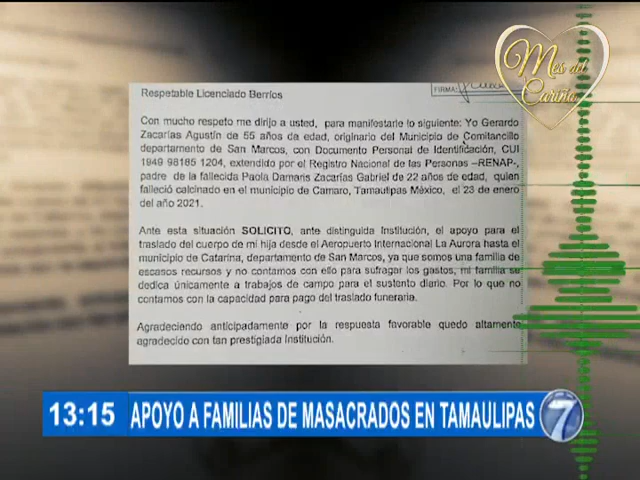 Mes del
Cariño
FIRMA:
Respetable Licenciado Berrios
Con mucho respeto me dirijo a usted, para manifestarle lo siguiente: Yo Gerardo
Zacarías Agustín de 55 años de edad, originario del Municipio de Comitancillo
departamento de San Marcos, con Documento Personal de Identificación, CUI
1949 98185 1204, extendido por el Registro Nacional de las Personas –RENAP-,
padre de la fallecida Paola Damaris Zacarías Gabriel de 22 años de edad, quien
falleció calcinado en el municipio de Camaro, Tamaulipas México, el 23 de enero
del año 2021.
Ante esta situación SOLICITO, ante distinguida Institución, el apoyo para el
traslado del cuerpo de mi hija desde el Aeropuerto Internacional La Aurora hasta el
municipio de Catarina, departamento de San Marcos, ya que somos una familia de
escasos recursos y no contamos con ello para sufragar los gastos, mi familia se
dedica únicamente a trabajos de campo para el sustento diario. Por lo que no
contamos con la capacidad para pago del traslado funeraria.
Agradeciendo anticipadamente por la respuesta favorable quedo altamente
agradecido con tan prestigiada Institución.
13:15 APOYO A FAMILIAS DE MASACRADOS EN TAMAULIPAS 7